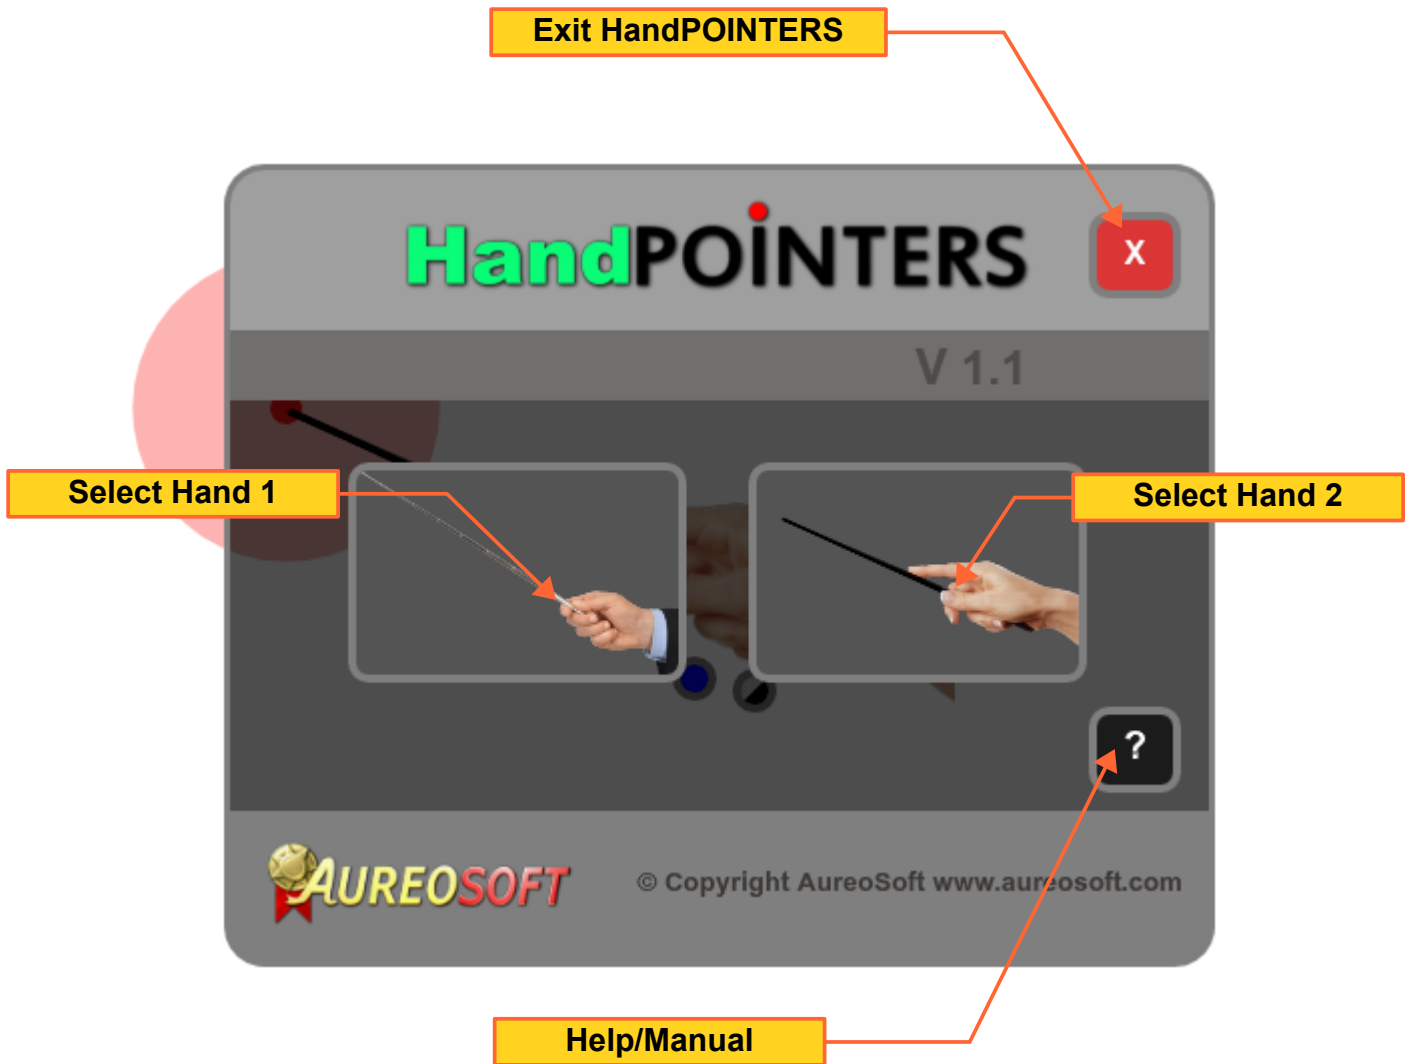 Exit HandPOINTERS
HandPOINTERS
X
V 1.1
Select Hand 1
Select Hand 2
?
AUREOSOFT
© Copyright AureoSoft www.aureosoft.com
Help/Manual